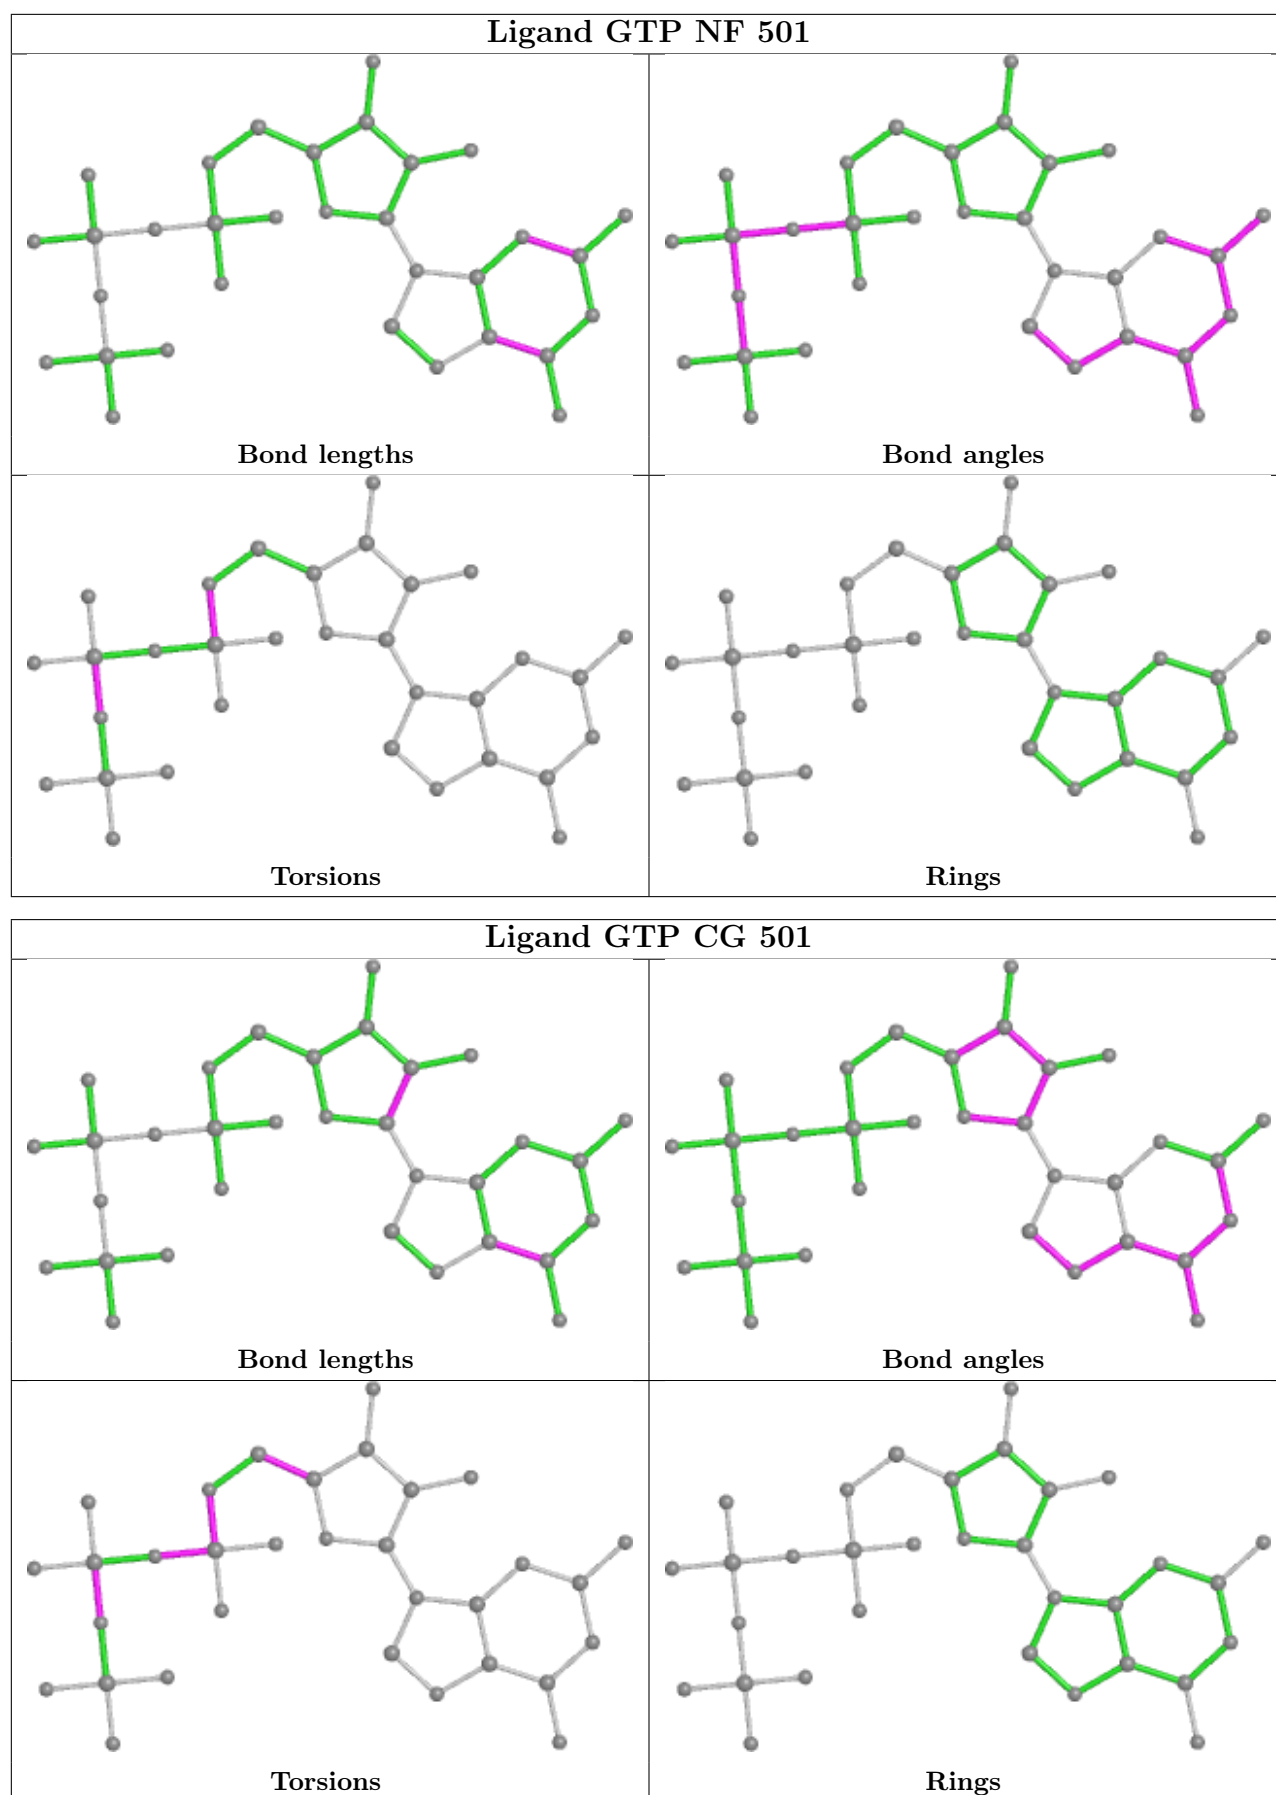 Ligand GTP NF 501
Bond lengths
Bond angles
Torsions
Rings
Ligand GTP CG 501
Bond lengths
Bond angles
Torsions
Rings